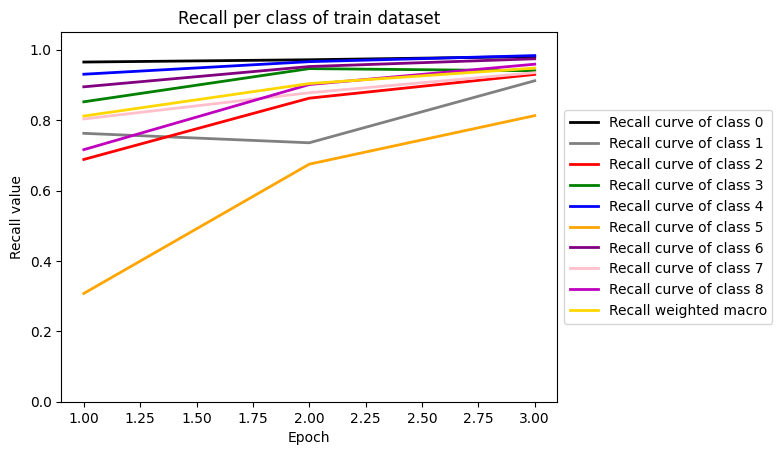 Recall per class of train dataset
1.0
0.8
0.6
0.4
0.2
0.0
Recall value
1.00 1.25 1.50 1.75 2.00 2.25 2.50 2.75 3.00
Epoch
Recall curve of class 0
Recall curve of class 1
Recall curve of class 2
Recall curve of class 3
Recall curve of class 4
Recall curve of class 5
Recall curve of class 6
Recall curve of class 7
Recall curve of class 8
Recall weighted macro